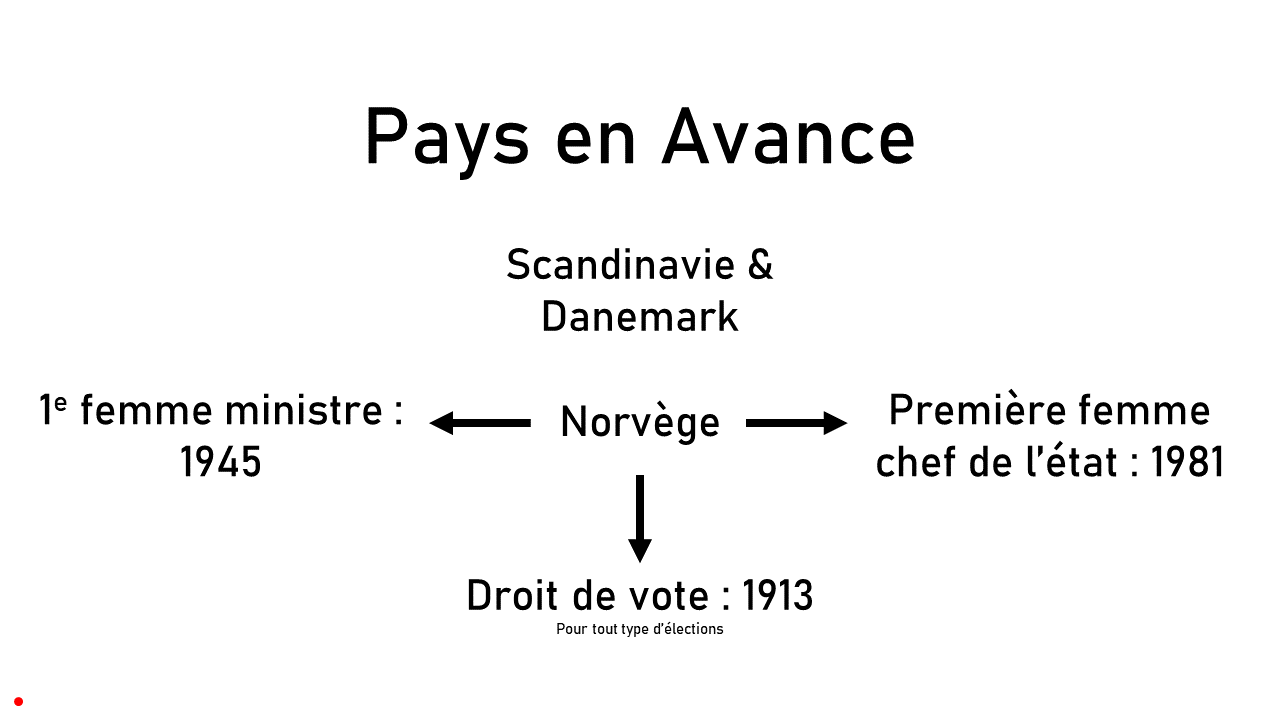 Pays en Avance
Scandinavie &
Danemark
1e femme ministre :
1945
Norvège
Première femme
chef de l’état : 1981
Droit de vote : 1913
Pour tout type d’élections